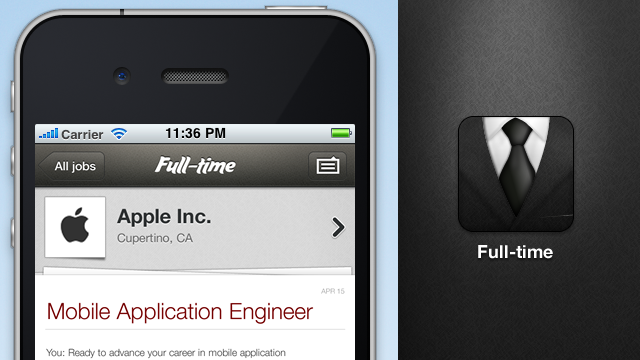 Carrier 11:36 PM
All jobs Full-time
Apple Inc.
Cupertino, CA
APR 15
Mobile Application Engineer
You: Ready to advance your career in mobile application
Full-time